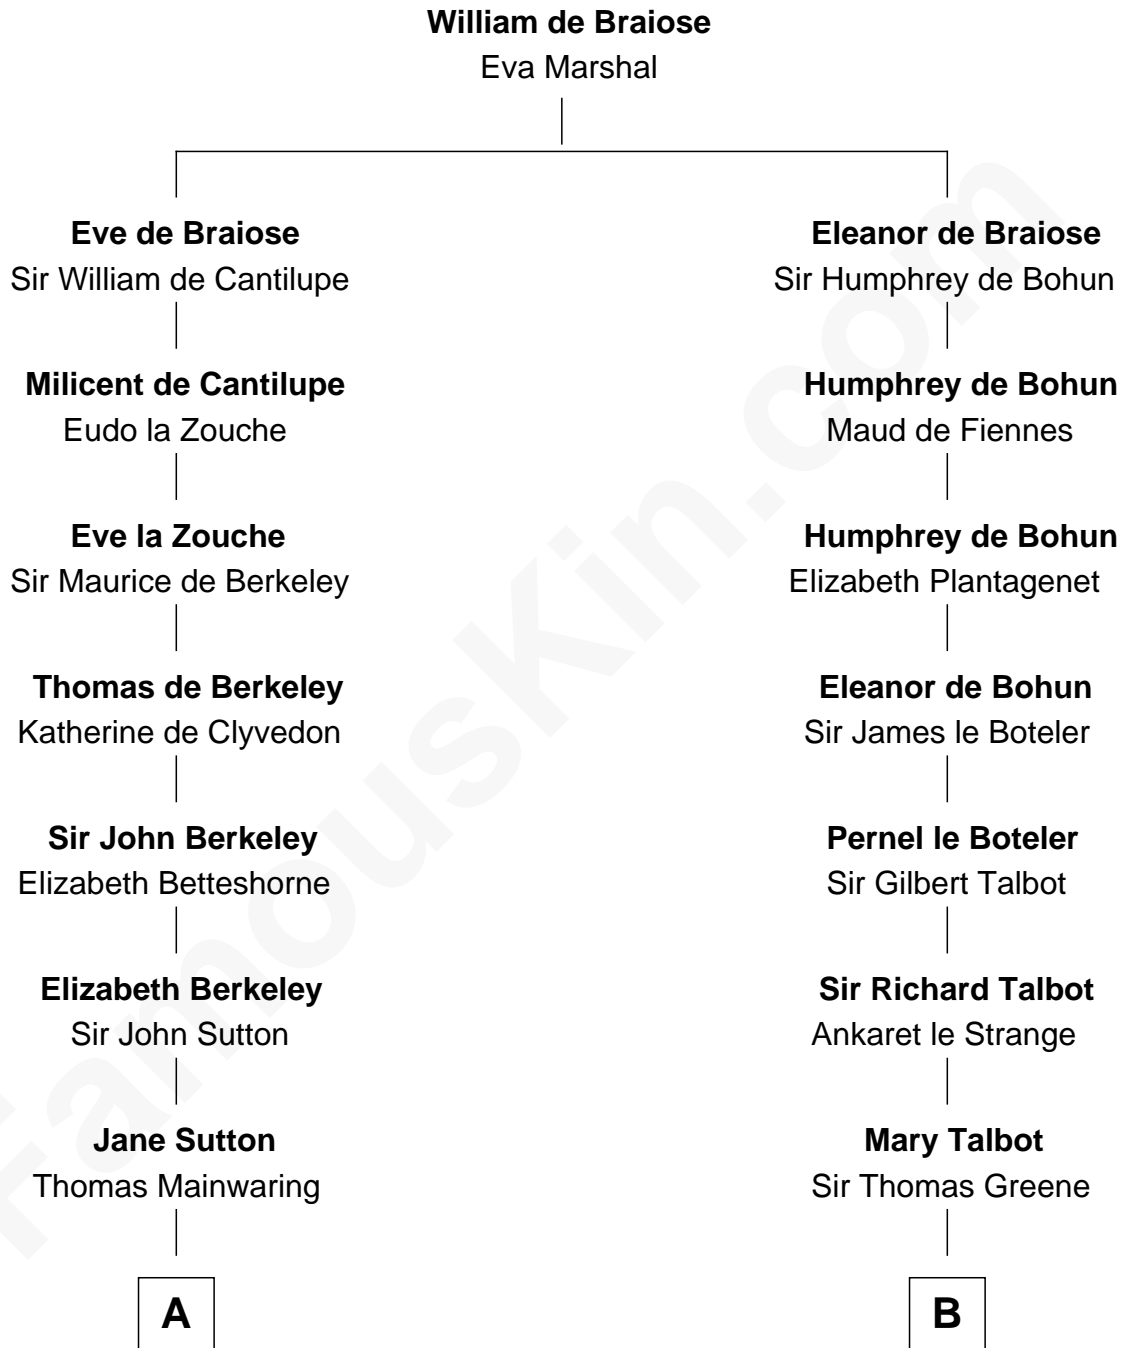 William de Braiose
Eva Marshal
Eve de Braiose
Sir William de Cantilupe
Eleanor de Braiose
Sir Humphrey de Bohun
Milicent de Cantilupe
Eudo la Zouche
Humphrey de Bohun
Maud de Fiennes
Eve la Zouche
Sir Maurice de Berkeley
Humphrey de Bohun
Elizabeth Plantagenet
Thomas de Berkeley
Katherine de Clyvedon
Eleanor de Bohun
Sir James le Boteler
Sir John Berkeley
Elizabeth Betteshorne
Pernel le Boteler
Sir Gilbert Talbot
Elizabeth Berkeley
Sir John Sutton
Sir Richard Talbot
Ankaret le Strange
Jane Sutton
Thomas Mainwaring
Mary Talbot
Sir Thomas Greene
A
B
FamousKin.com